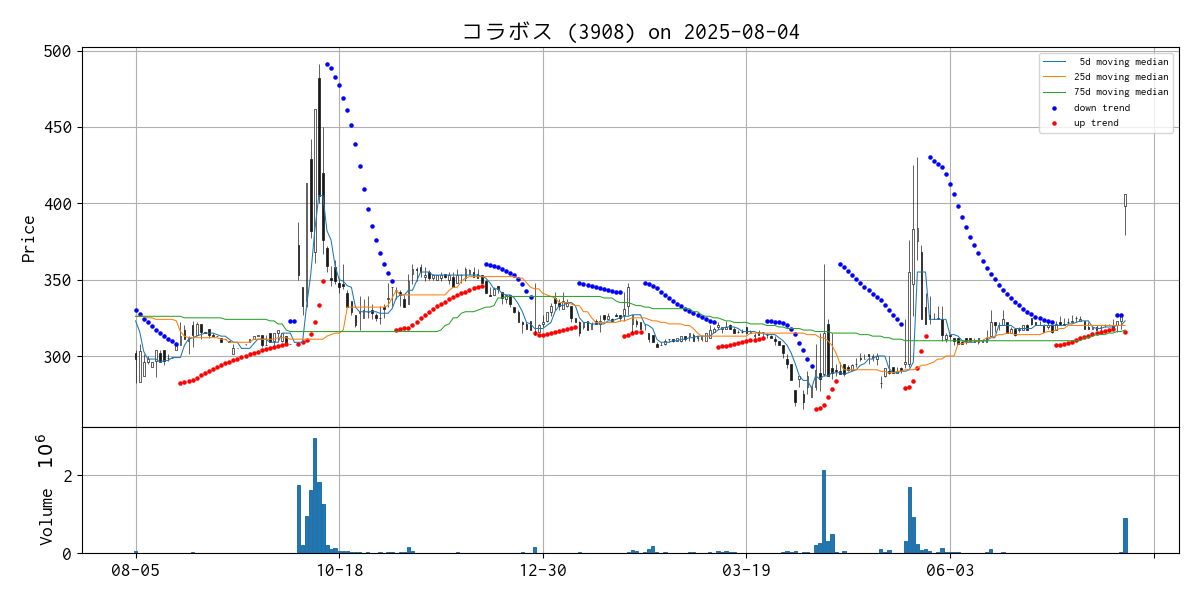 コラボス (3908) on 2025-08-04
500
450
400
350
300
Price
5d moving median
25d moving median
75d moving median
down trend
up trend
2
0
Volume 10^6
08-05
10-18
12-30
03-19
06-03